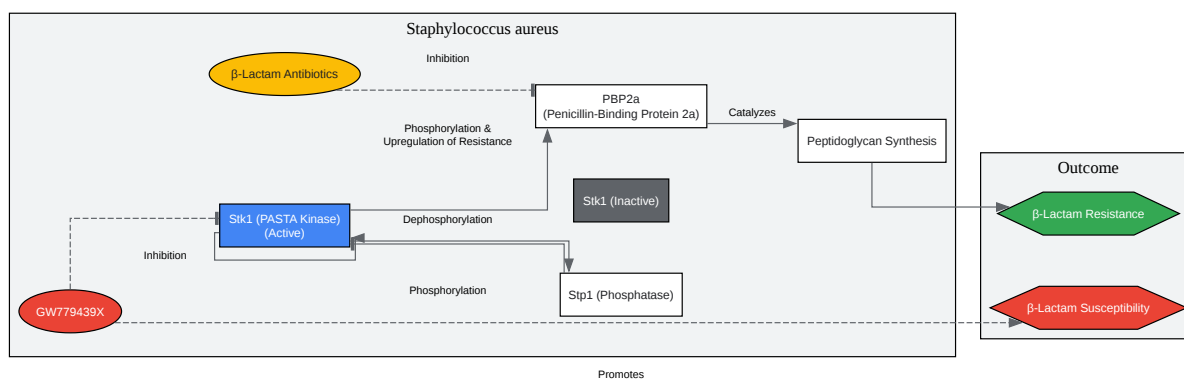 Staphylococcus aureus
Inhibition
β-Lactam Antibiotics
PBP2a
(Penicillin-Binding Protein 2a)
Catalyzes
Phosphorylation &
Upregulation of Resistance
Peptidoglycan Synthesis
Outcome
Stk1 (Inactive)
Stk1 (PASTA Kinase)
(Active)
Dephosphorylation
β-Lactam Resistance
Inhibition
Phosphorylation
Stp1 (Phosphatase)
GW779439X
β-Lactam Susceptibility
Promotes